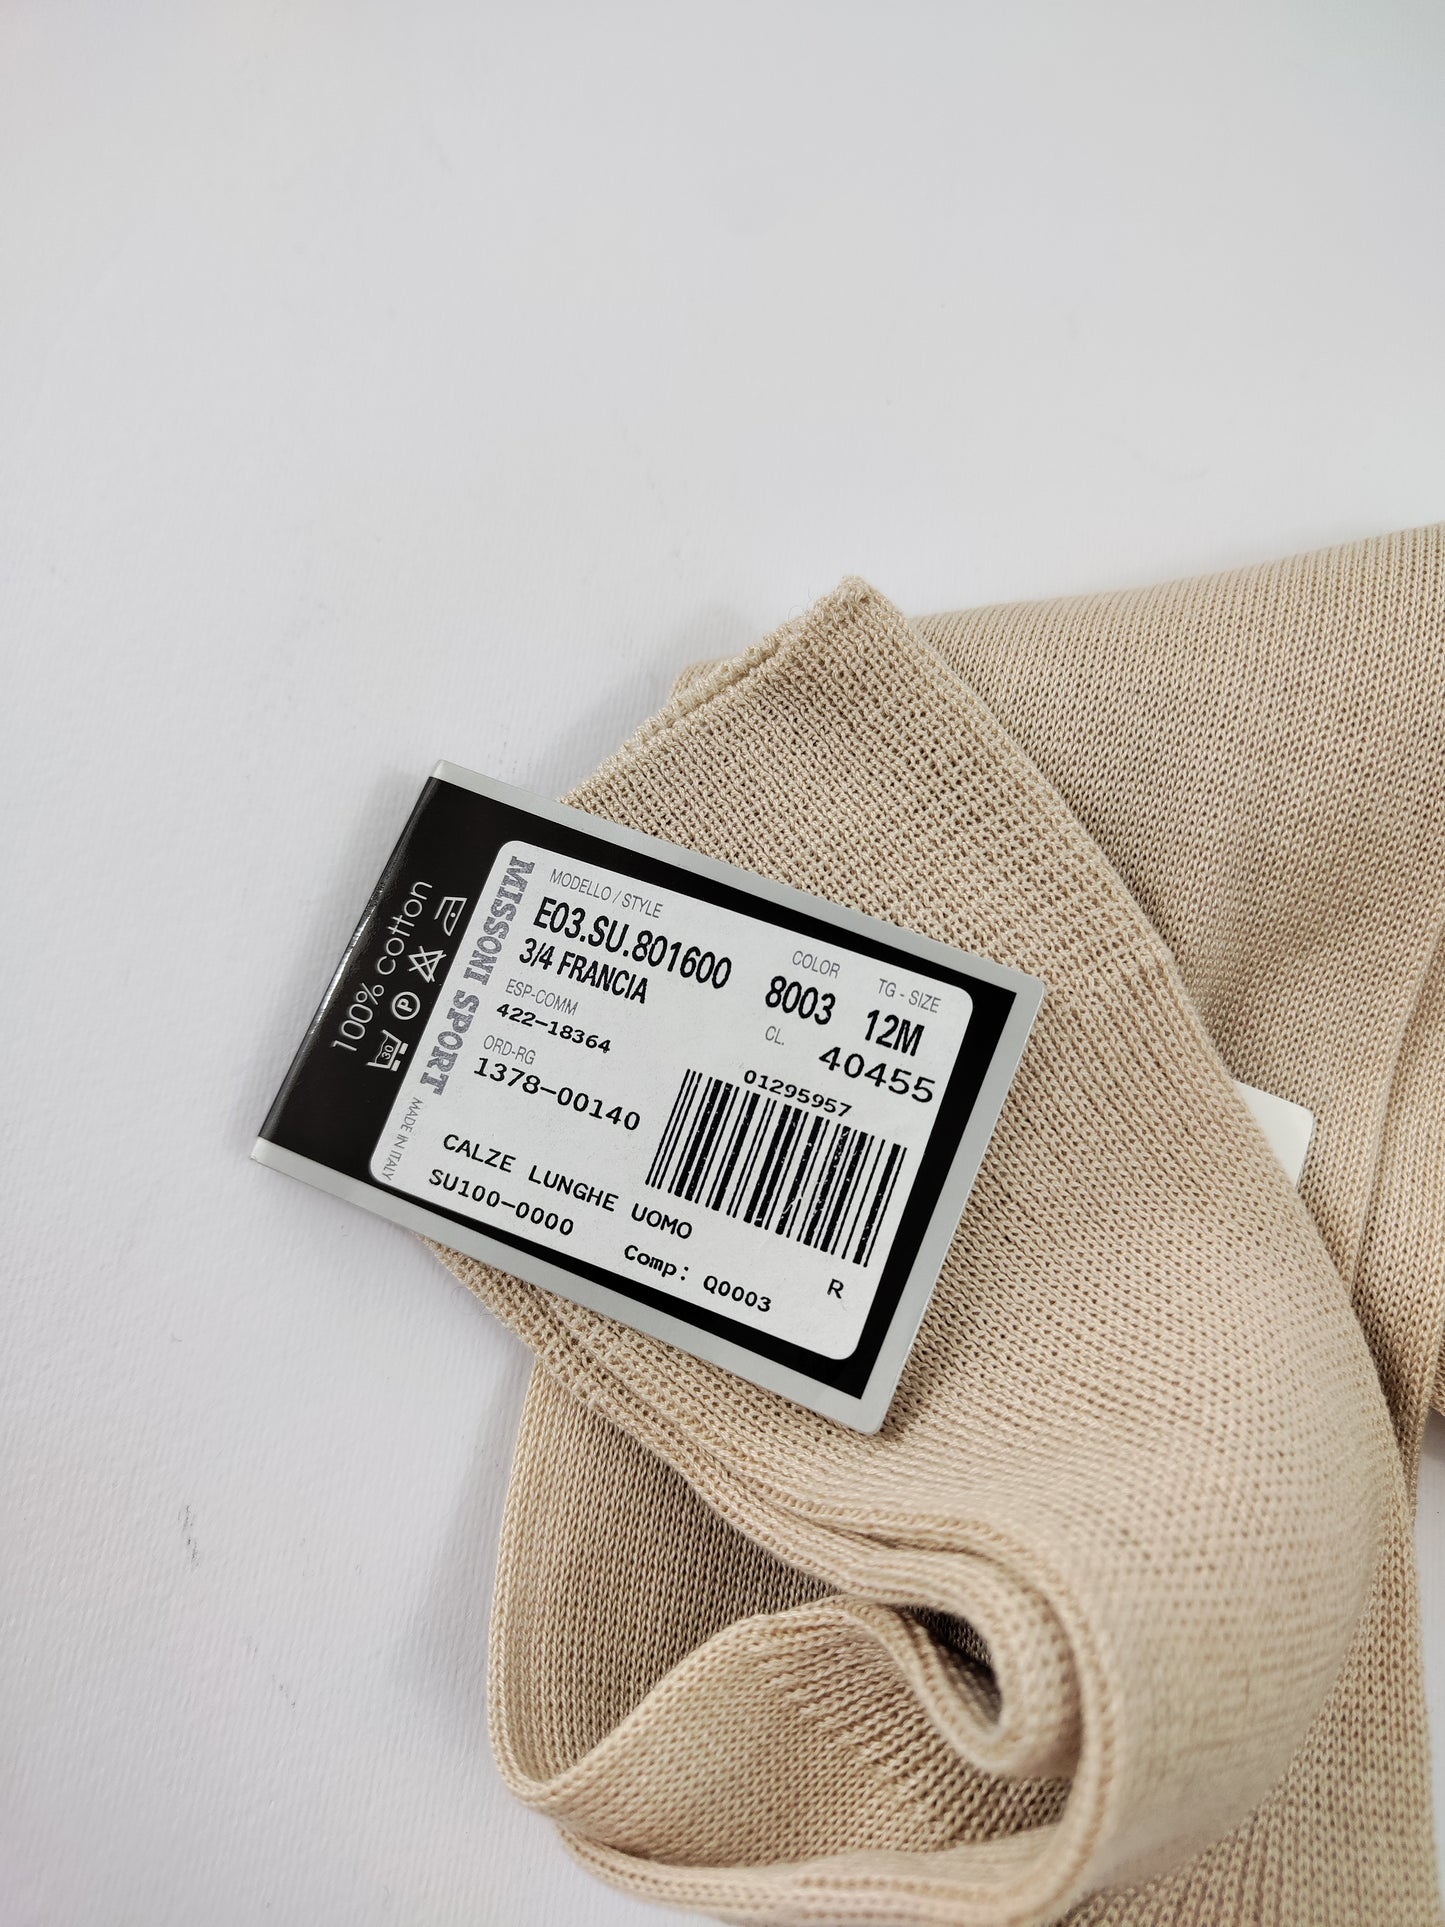 100% cotton
30 P
MISSONI SPORT MADE IN ITALY
MODELLO / STYLE
E03.SU.801600
3/4 FRANCIA
COLOR
8003
TG - SIZE
12M
ESP-COMM
422-18364
CL.
40455
ORD-RG
1378-00140
01295957
CALZE LUNGHE UOMO
SU100-0000
Comp: Q0003
R